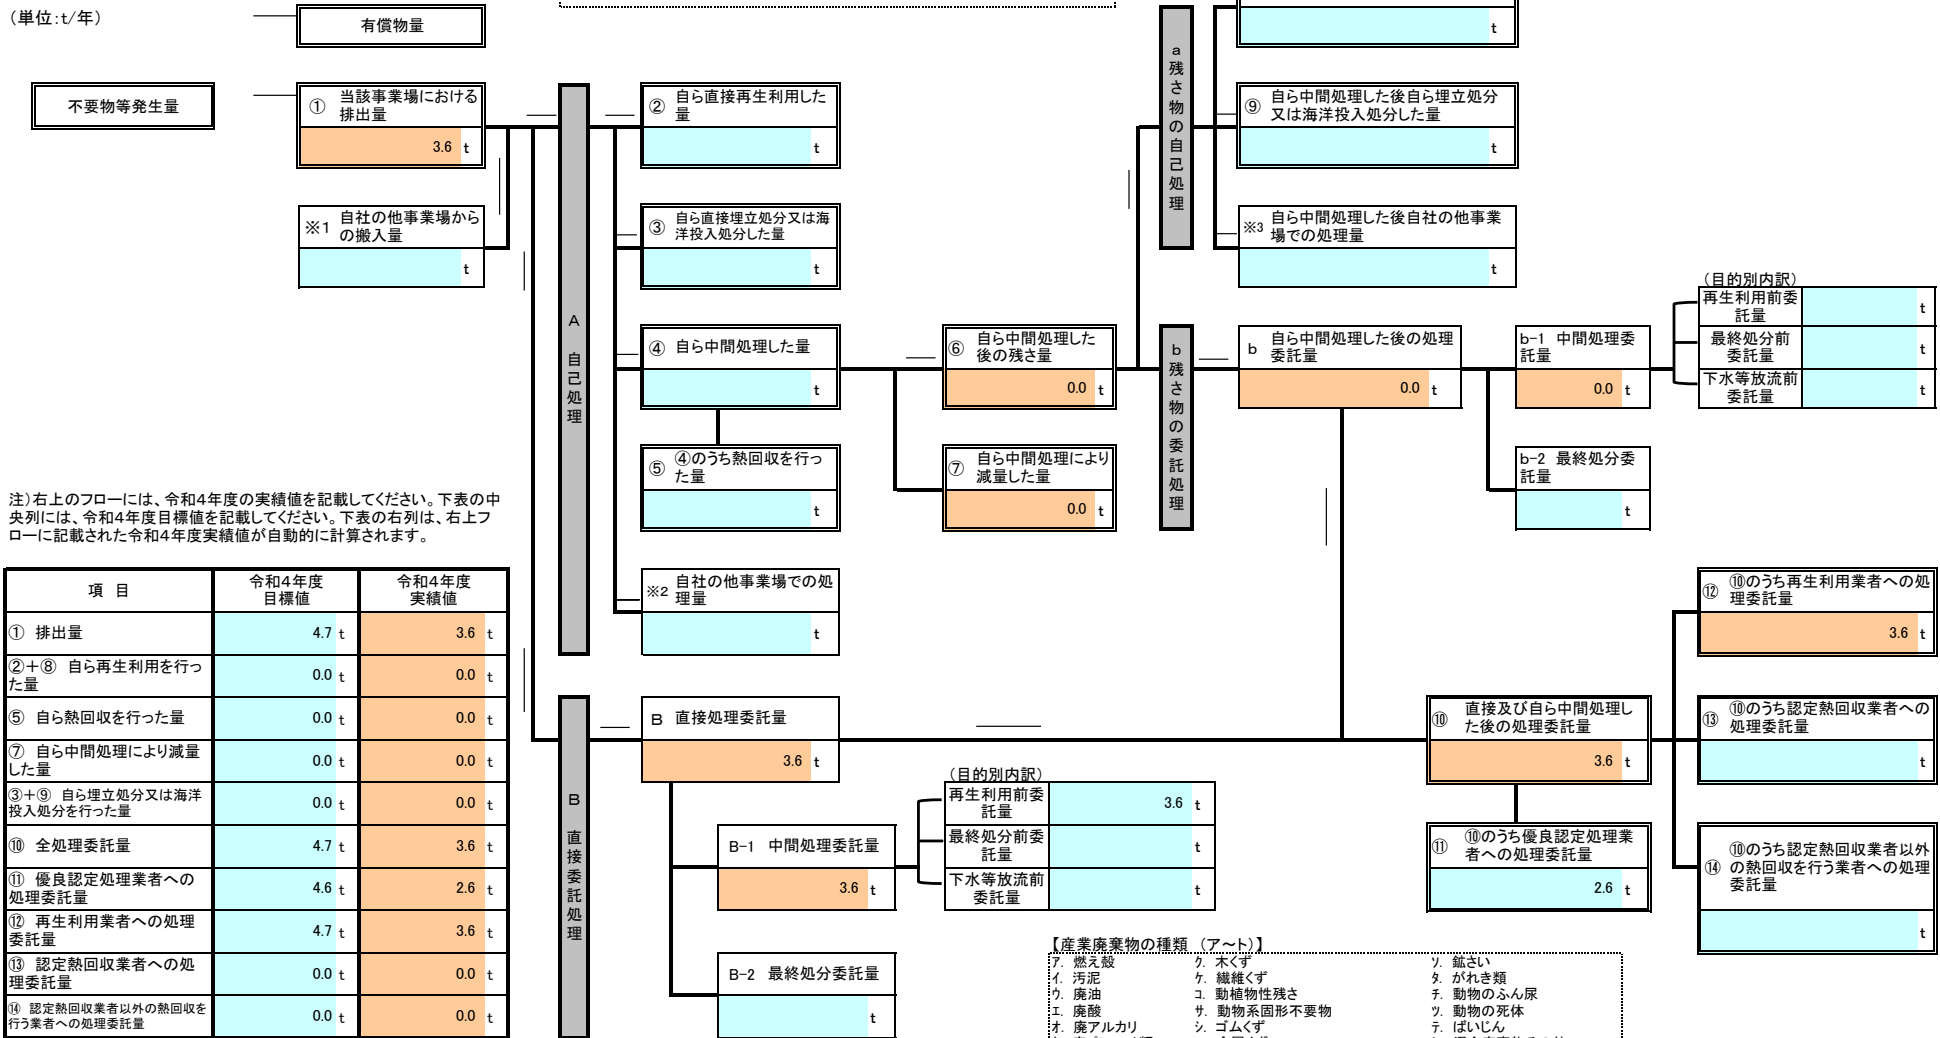 (単位:t/年)
有償物量
t
不要物等発生量
① 当該事業場における
排出量
3.6 t
② 自ら直接再生利用した
量
t
a 残さ物の自己処理
⑨ 自ら中間処理した後自ら埋立処分
又は海洋投入処分した量
t
※1 自社の他事業場から
の搬入量
t
③ 自ら直接埋立処分又は海
洋投入処分した量
t
※3 自ら中間処理した後自社の他事業
場での処理量
t
A 自己処理
④ 自ら中間処理した量
t
⑥ 自ら中間処理した
後の残さ量
0.0 t
b 残さ物の委託処理
b 自ら中間処理した後の処理
委託量
0.0 t
b-1 中間処理委
託量
0.0 t
(目的別内訳)
再生利用前委
託量
t
最終処分前
委託量
t
下水等放流前
委託量
t
⑤ ④のうち熱回収を行っ
た量
t
⑦ 自ら中間処理により
減量した量
0.0 t
b-2 最終処分委
託量
t
注)右上のフローには、令和4年度の実績値を記載してください。下表の中
央列には、令和4年度目標値を記載してください。下表の右列は、右上フ
ローに記載された令和4年度実績値が自動的に計算されます。
※2 自社の他事業場での処
理量
t
項 目
令和4年度
目標値
令和4年度
実績値
① 排出量 4.7 t 3.6 t
②+⑧ 自ら再生利用を行っ
た量 0.0 t 0.0 t
⑤ 自ら熱回収を行った量 0.0 t 0.0 t
⑦ 自ら中間処理により減量
した量 0.0 t 0.0 t
③+⑨ 自ら埋立処分又は海洋
投入処分を行った量 0.0 t 0.0 t
⑩ 全処理委託量 4.7 t 3.6 t
⑪ 優良認定処理業者への
処理委託量 4.6 t 2.6 t
⑫ 再生利用業者への処理
委託量 4.7 t 3.6 t
⑬ 認定熱回収業者への処
理委託量 0.0 t 0.0 t
⑭ 認定熱回収業者以外の熱回収を
行う業者への処理委託量 0.0 t 0.0 t
B 直接委託処理
B 直接処理委託量
3.6 t
B-1 中間処理委託量
3.6 t
(目的別内訳)
再生利用前委
託量
3.6 t
最終処分前委
託量
t
下水等放流前
委託量
t
B-2 最終処分委託量
t
⑩ 直接及び自ら中間処理し
た後の処理委託量
3.6 t
⑪ ⑩のうち優良認定処理業
者への処理委託量
2.6 t
⑫ ⑩のうち再生利用業者への処
理委託量
3.6 t
⑬ ⑩のうち認定熱回収業者への
処理委託量
t
⑭ ⑩のうち認定熱回収業者以外
の熱回収を行う業者への処理
委託量
t
【産業廃棄物の種類 (ア~ト)】
ア. 燃え殻 ク. 木くず ソ. 鉱さい
イ. 汚泥 ケ. 繊維くず タ. がれき類
ウ. 廃油 コ. 動植物性残さ チ. 動物のふん尿
エ. 廃酸 サ. 動物系固形不要物 ツ. 動物の死体
オ. 廃アルカリ シ. ゴムくず テ. ばいじん